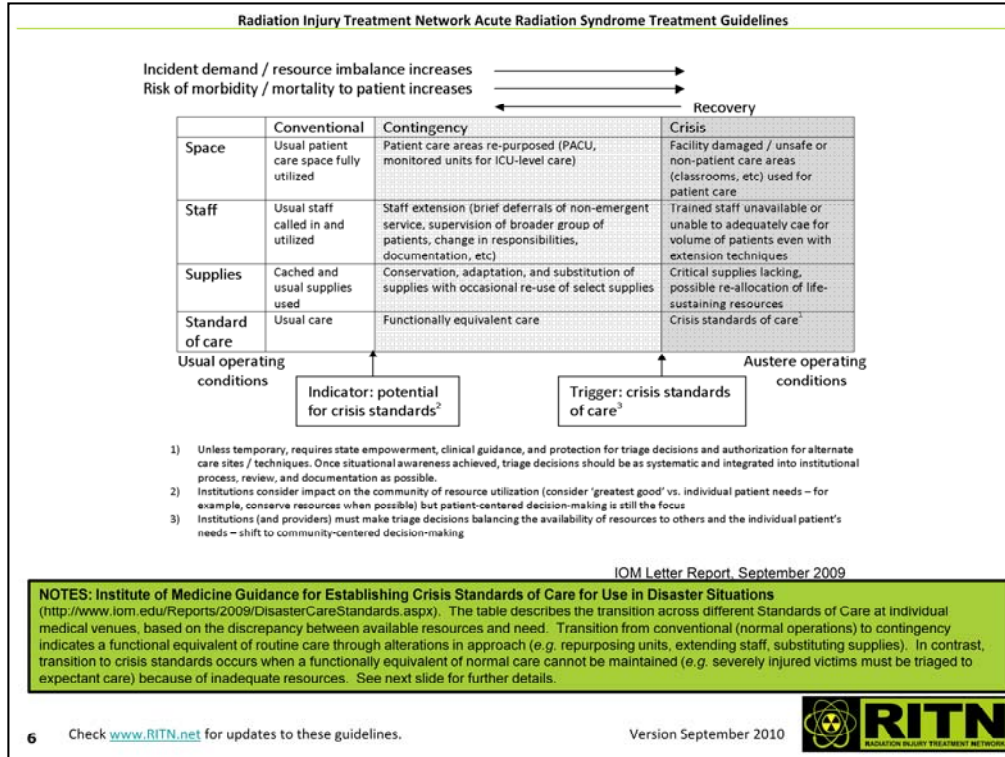 Radiation Injury Treatment Network Acute Radiation Syndrome Treatment Guidelines
Incident demand / resource imbalance increases
Risk of morbidity / mortality to patient increases
Recovery
Conventional Contingency Crisis
Space
Usual patient
care space fully
utilized
Patient care areas re-purposed (PACU,
monitored units for ICU-level care)
Facility damaged / unsafe or
non-patient care areas
(classrooms, etc) used for
patient care
Staff
Usual staff
called in and
utilized
Staff extension (brief deferrals of non-emergent
service, supervision of broader group of
patients, change in responsibilities,
documentation, etc)
Trained staff unavailable or
unable to adequately cae for
volume of patients even with
extension techniques
Supplies
Cached and
usual supplies
used
Conservation, adaptation, and substitution of
supplies with occasional re-use of select supplies
Critical supplies lacking,
possible re-allocation of life-
sustaining resources
Standard
of care
Usual care
Functionally equivalent care
Crisis standards of care1
Usual operating
conditions
Austere operating
conditions
Indicator: potential
for crisis standards2
Trigger: crisis standards
of care3
1) Unless temporary, requires state empowerment, clinical guidance, and protection for triage decisions and authorization for alternate
care sites / techniques. Once situational awareness achieved, triage decisions should be as systematic and integrated into institutional
process, review, and documentation as possible.
2) Institutions consider impact on the community of resource utilization (consider ‘greatest good’ vs. individual patient needs – for
example, conserve resources when possible) but patient-centered decision-making is still the focus
3) Institutions (and providers) must make triage decisions balancing the availability of resources to others and the individual patient’s
needs – shift to community-centered decision-making
IOM Letter Report, September 2009
NOTES: Institute of Medicine Guidance for Establishing Crisis Standards of Care for Use in Disaster Situations
(http://www.iom.edu/Reports/2009/DisasterCareStandards.aspx). The table describes the transition across different Standards of Care at individual
medical venues, based on the discrepancy between available resources and need. Transition from conventional (normal operations) to contingency
indicates a functional equivalent of routine care through alterations in approach (e.g. repurposing units, extending staff, substituting supplies). In contrast,
transition to crisis standards occurs when a functionally equivalent of normal care cannot be maintained (e.g. severely injured victims must be triaged to
expectant care) because of inadequate resources. See next slide for further details.
6 Check www.RITN.net for updates to these guidelines. Version September 2010
RITN
RADIATION INJURY TREATMENT NETWORK